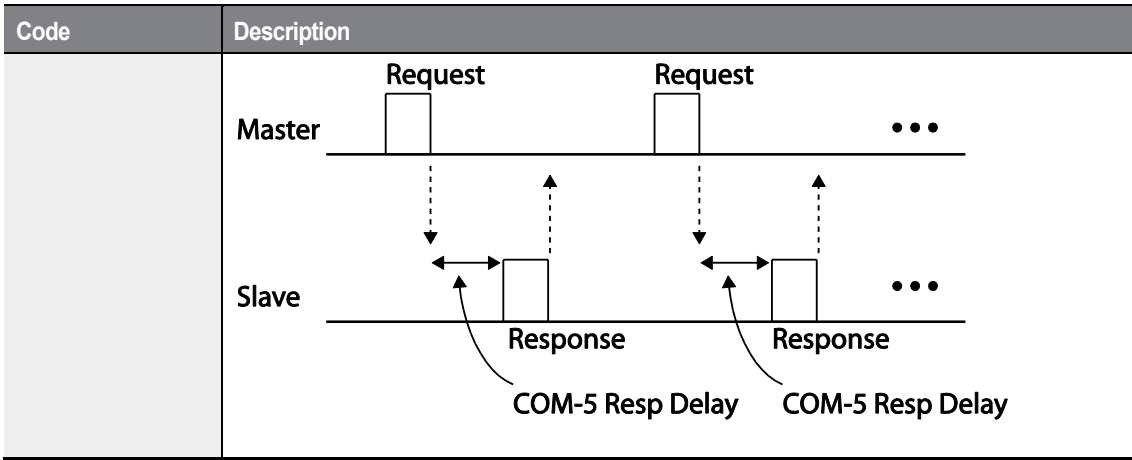 Code Description
Request Request
Master •••
Slave •••
Response Response
COM-5 Resp Delay COM-5 Resp Delay